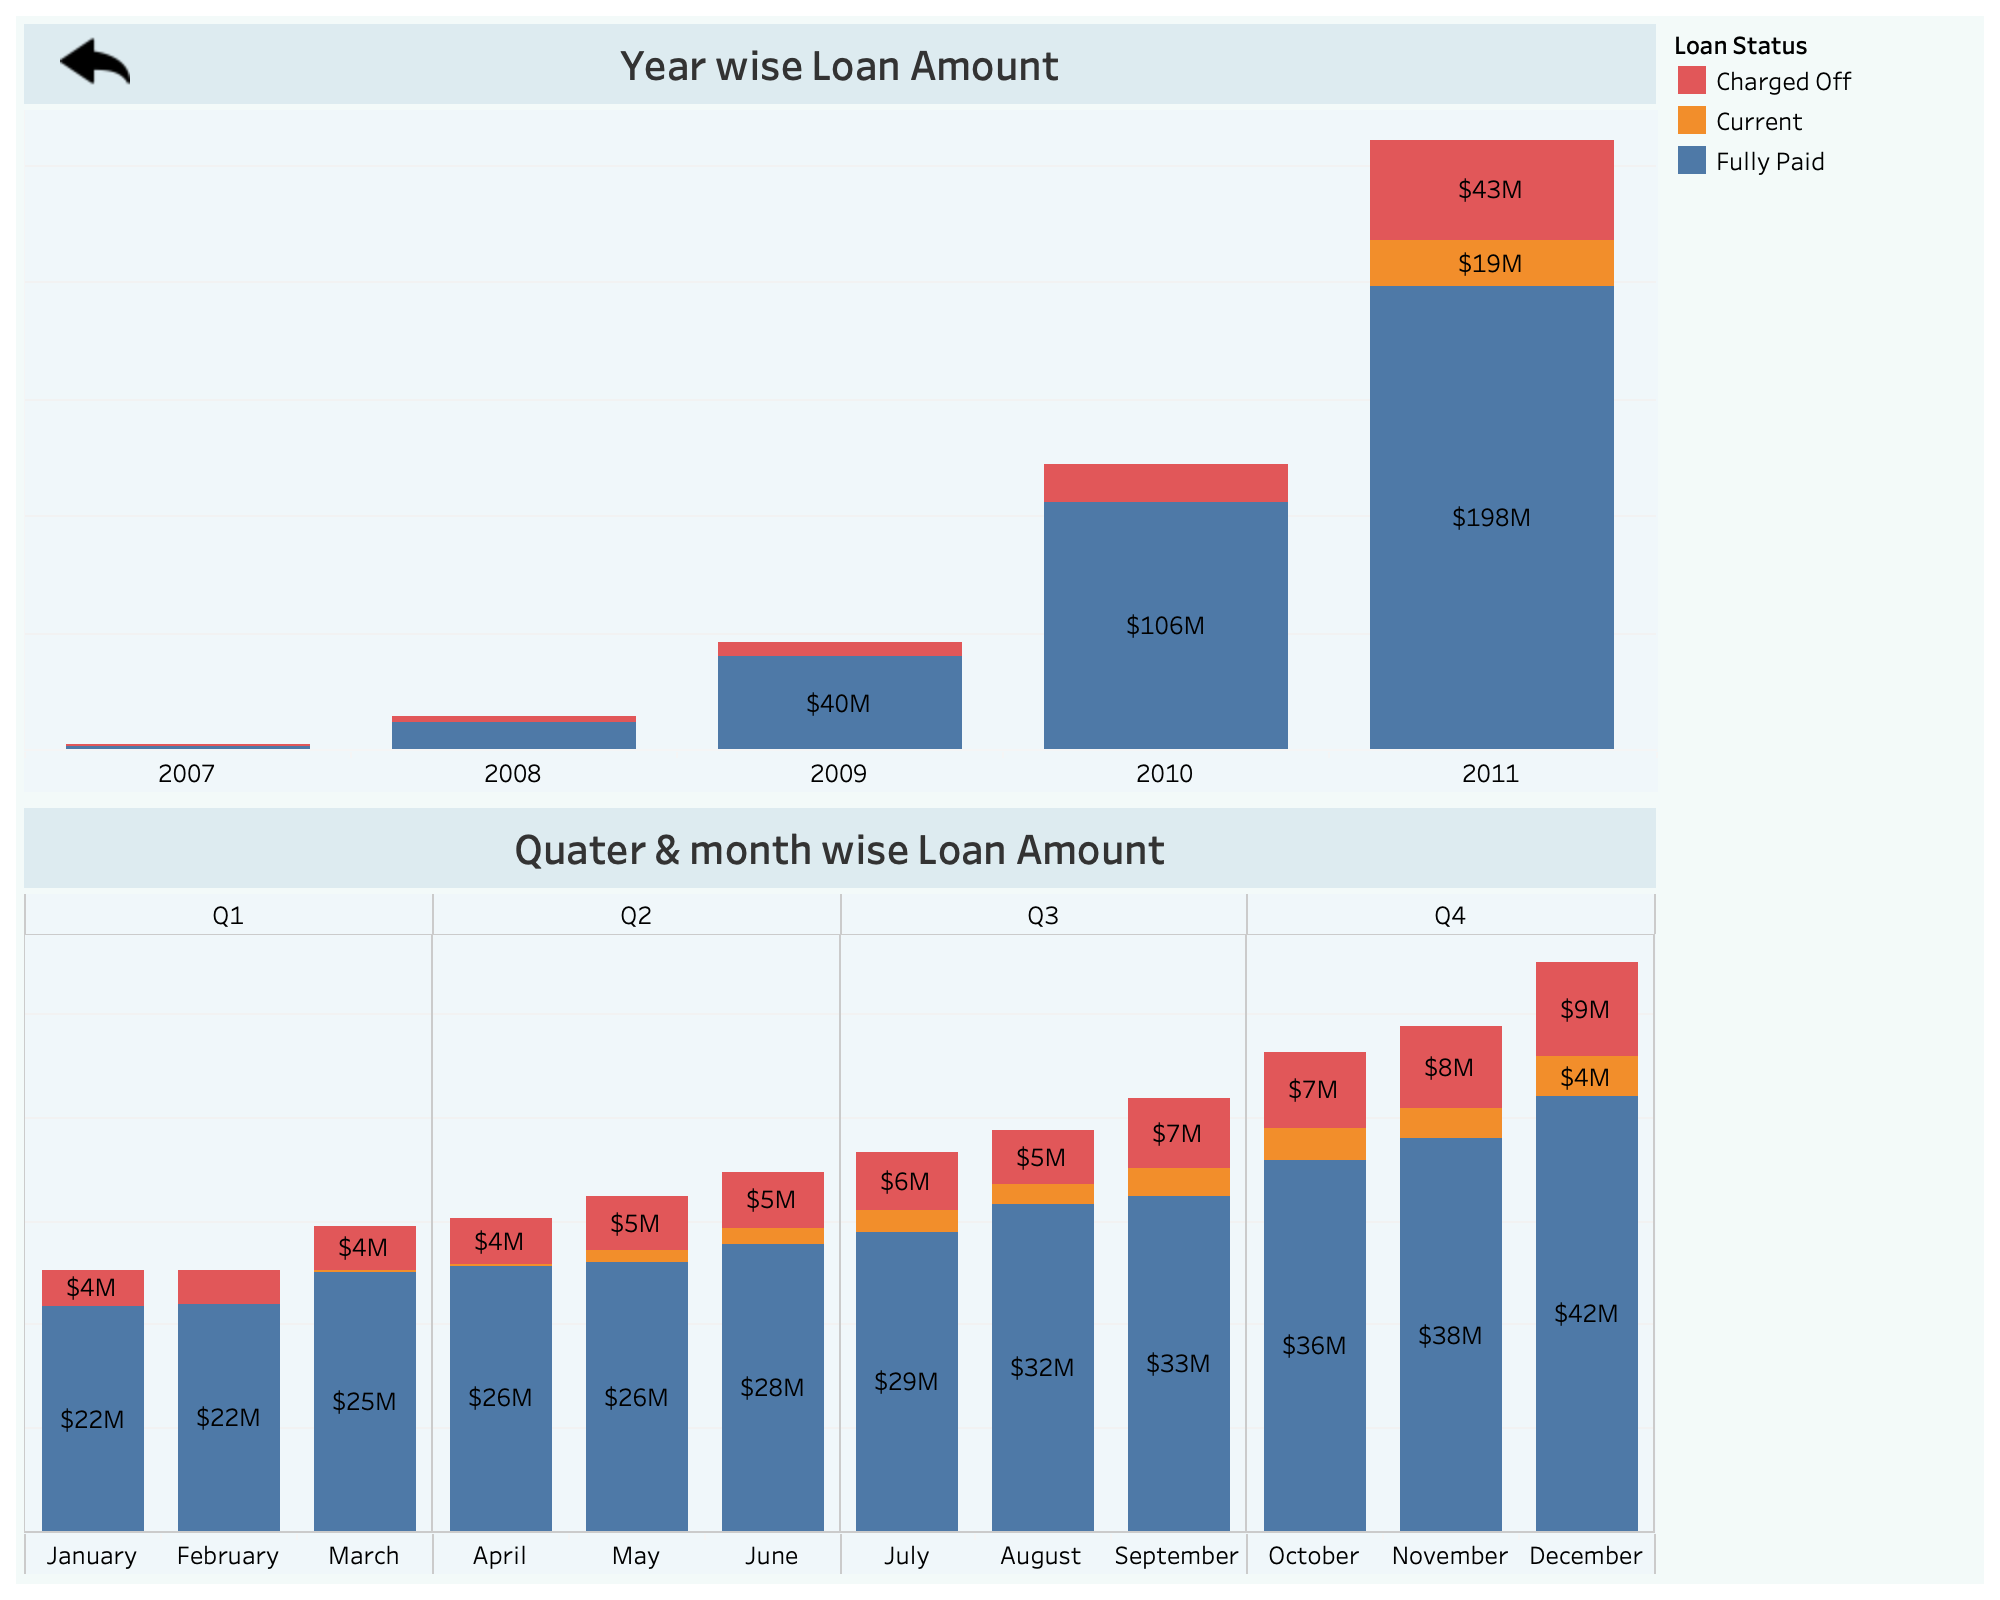 Year wise Loan Amount
Loan Status
Charged Off
Current
Fully Paid
$43M
$19M
$198M
$106M
$40M
2007 2008 2009 2010 2011
Quater & month wise Loan Amount
Q1 Q2 Q3 Q4
$9M
$8M
$4M
$7M
$7M
$5M
$6M
$5M
$5M
$4M
$4M
$4M
$42M
$38M
$36M
$33M
$32M
$29M
$28M
$26M
$26M
$25M
$22M
$22M
January February March April May June July August September October November December